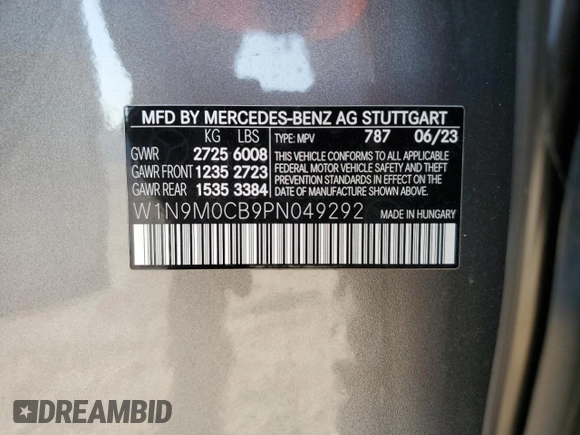 MFD BY MERCEDES-BENZ AG STUTTGART
KG LBS TYPE: MPV 787 06/23
GVWR 2725 6008
GAWR FRONT 1235 2723
GAWR REAR 1535 3384
THIS VEHICLE CONFORMS TO ALL APPLICABLE
FEDERAL MOTOR VEHICLE SAFETY AND
THEFT PREVENTION STANDARDS IN EFFECT
ON THE DATE OF MANUFACTURE SHOWN ABOVE.
W1N9M0CB9PN049292 MADE IN HUNGARY
DREAMBID